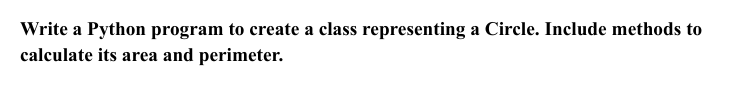 Write a Python program to create a class representing a Circle. Include methods to
calculate its area and perimeter.